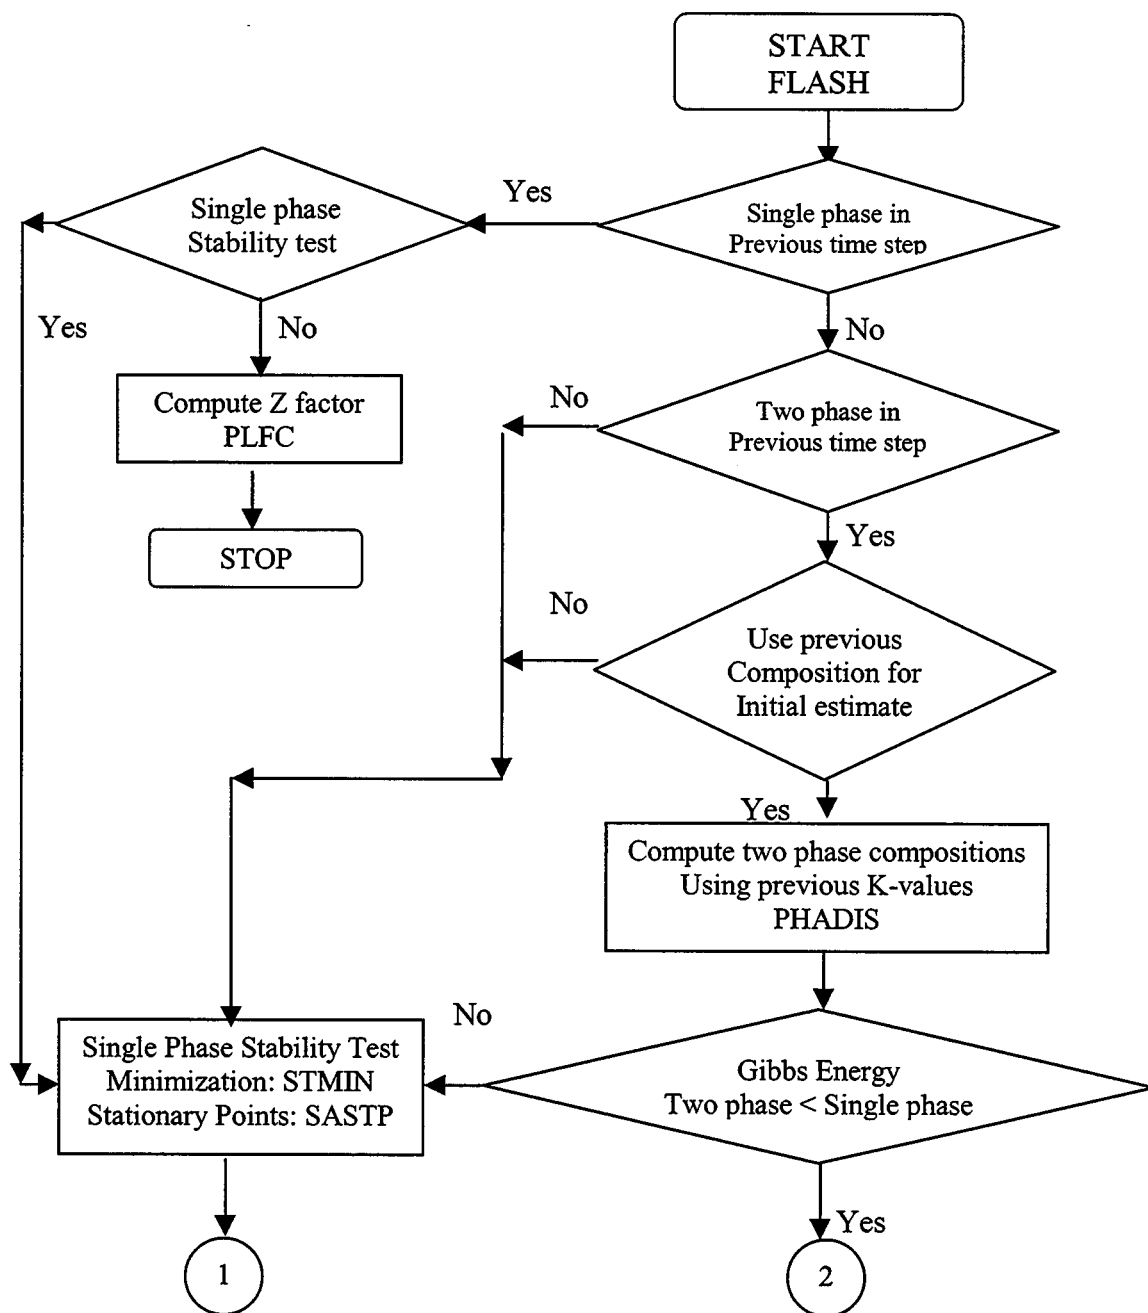 START
FLASH
Yes
Single phase
Stability test
Single phase in
Previous time step
Yes
No
No
Compute Z factor
PLFC
No
Two phase in
Previous time step
STOP
Yes
No
Use previous
Composition for
Initial estimate
Yes
Compute two phase compositions
Using previous K-values
PHADIS
No
Single Phase Stability Test
Minimization: STMIN
Stationary Points: SASTP
Gibbs Energy
Two phase < Single phase
Yes
1
2